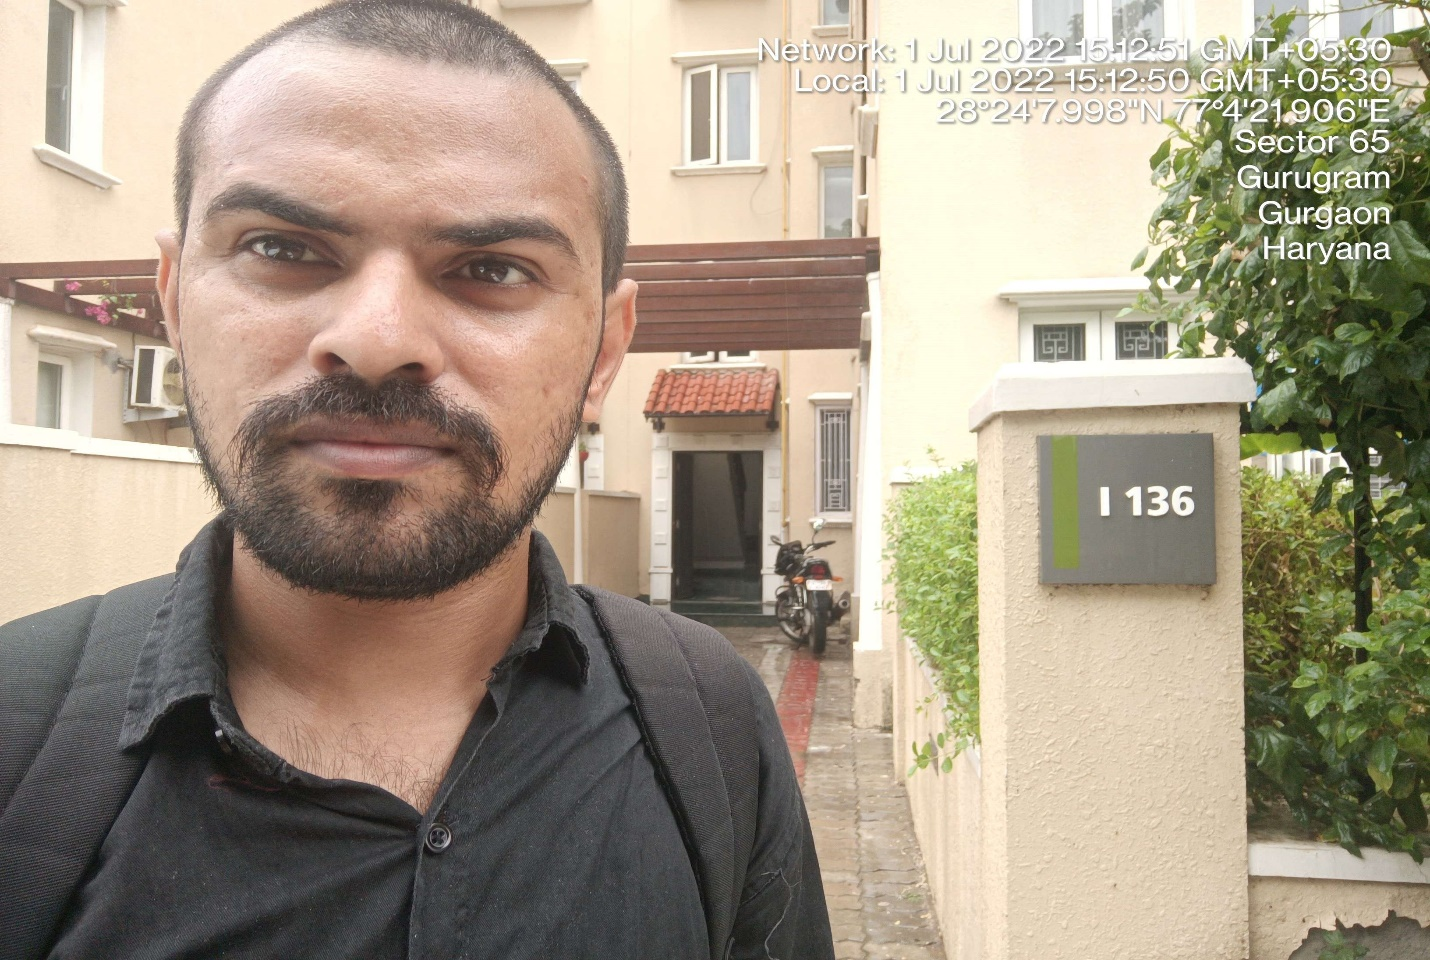 Network: 1 Jul 2022 15:12:51 GMT+05:30
Local: 1 Jul 2022 15:12:50 GMT+05:30
28°24'7.998"N 77°4'21.906"E
Sector 65
Gurugram
Gurgaon
Haryana
I 136